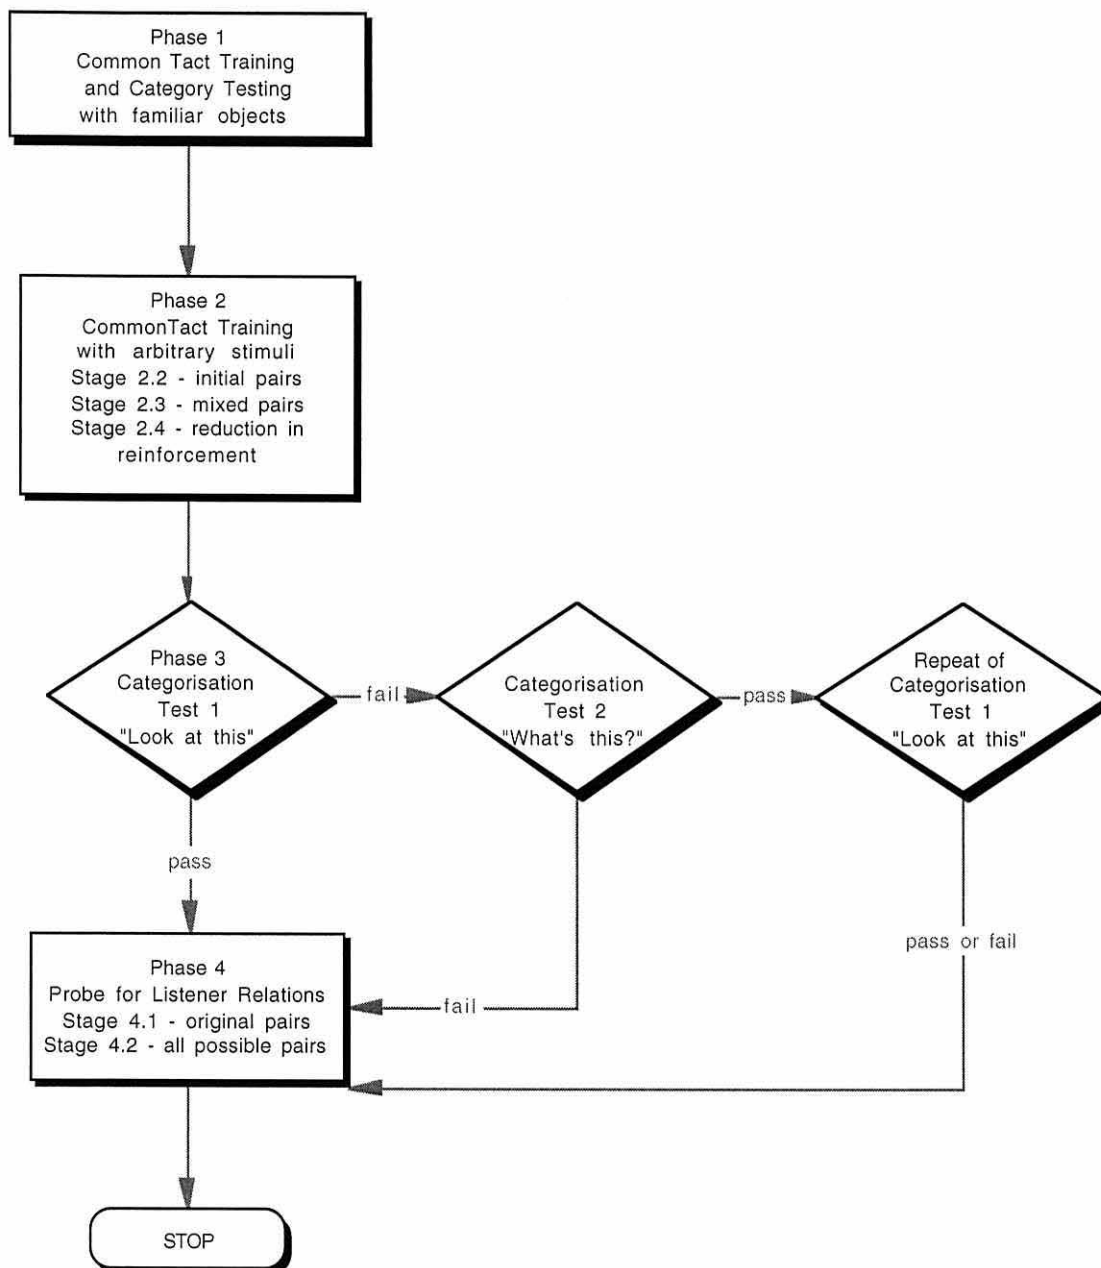 Phase 1
Common Tact Training
and Category Testing
with familiar objects
Phase 2
CommonTact Training
with arbitrary stimuli
Stage 2.2 - initial pairs
Stage 2.3 - mixed pairs
Stage 2.4 - reduction in
reinforcement
Phase 3
Categorisation
Test 1
"Look at this"
fail
Categorisation
Test 2
"What's this?"
pass
Repeat of
Categorisation
Test 1
"Look at this"
pass
pass or fail
Phase 4
Probe for Listener Relations
Stage 4.1 - original pairs
Stage 4.2 - all possible pairs
fail
STOP